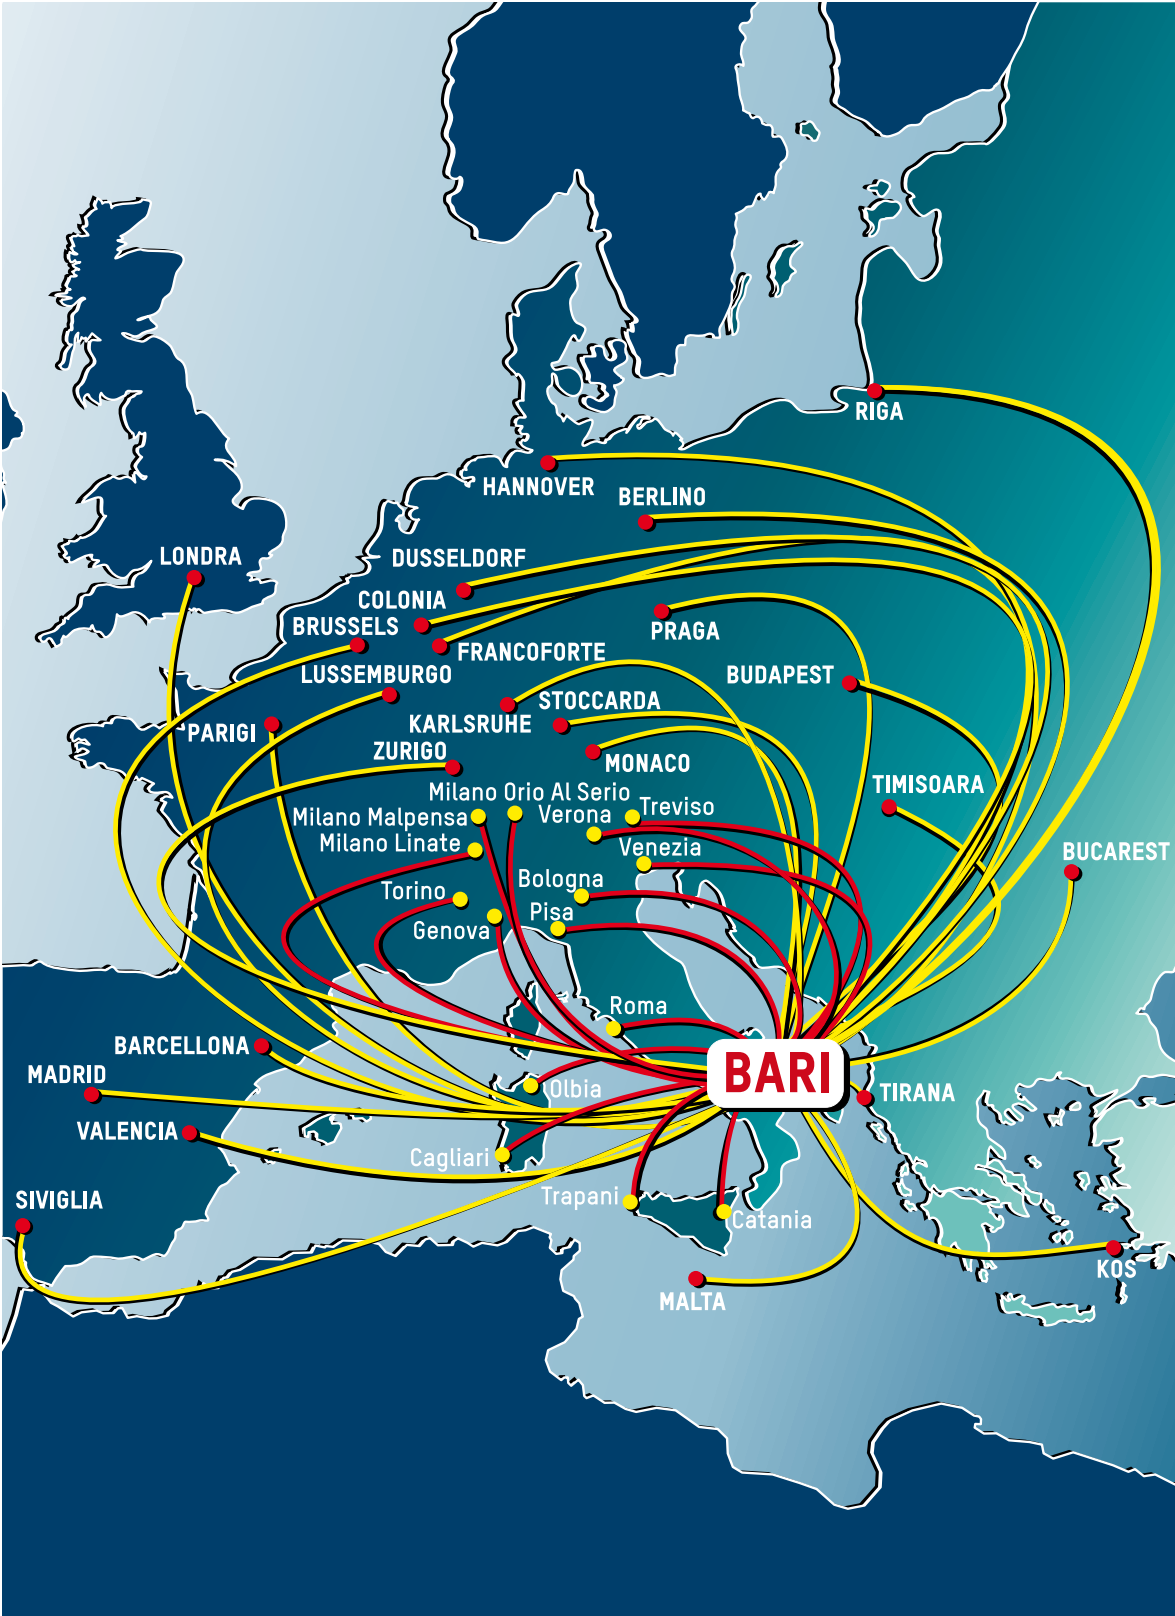 RIGA
HANNOVER
BERLINO
LONDRA
DUSSELDORF
COLONIA
BRUSSELS
PRAGA
FRANCOFORTE
LUSSEMBURGO
BUDAPEST
STOCCARDA
KARLSRUHE
PARIGI
ZURIGO
MONACO
TIMISOARA
Milano Orio Al Serio
Milano Malpensa
Verona
Treviso
Milano Linate
Venezia
BUCAREST
Torino
Bologna
Pisa
Genova
Roma
BARCELLONA
MADRID
BARI
Olbia
TIRANA
VALENCIA
Cagliari
SIVIGLIA
Trapani
Catania
KOS
MALTA